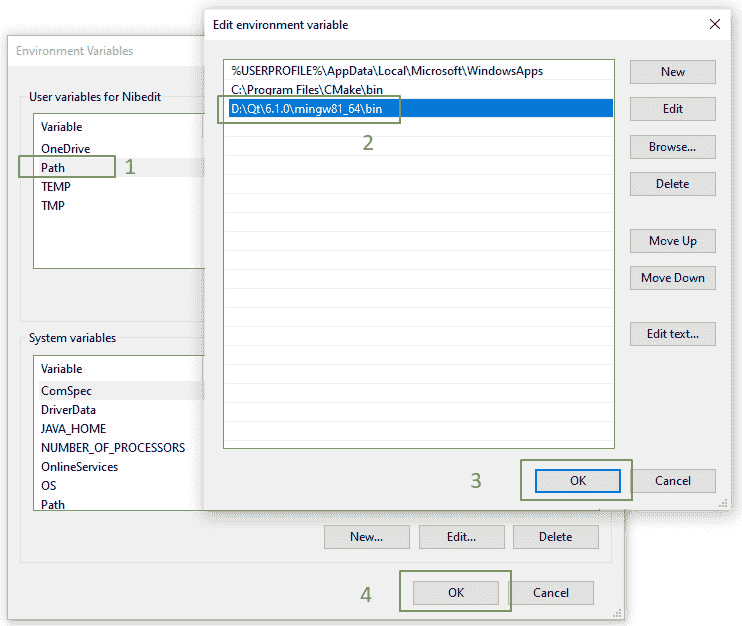 Environment Variables
User variables for Nibedit
Variable
OneDrive
Path
1
TEMP
TMP
System variables
Variable
ComSpec
DriverData
JAVA_HOME
NUMBER_OF_PROCESSORS
OnlineServices
OS
Path
New... Edit... Delete
4
OK Cancel
Edit environment variable
%USERPROFILE%\AppData\Local\Microsoft\WindowsApps
C:\Program Files\CMake\bin
D:\Qt\6.1.0\mingw81_64\bin
2
New
Edit
Browse...
Delete
Move Up
Move Down
Edit text...
3
OK Cancel